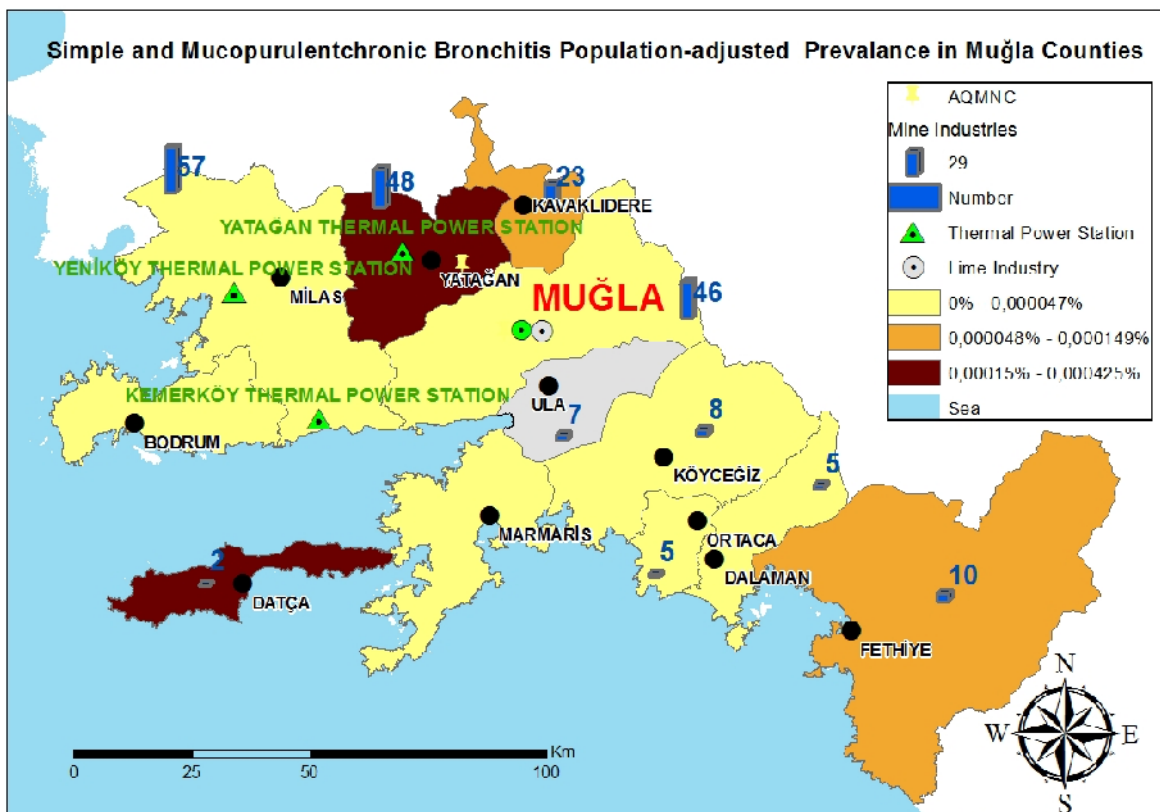 Simple and Mucopurulentchronic Bronchitis Population-adjusted Prevalance in Muğla Counties
AQMNC
Mine Industries
29
Number
Thermal Power Station
Lime Industry
0% - 0,000047%
0,000048% - 0,000149%
0,00015% - 0,000425%
Sea
57
48
23
KAVAKLIDERE
YATAĞAN THERMAL POWER STATION
YATAĞAN
YENİKÖY THERMAL POWER STATION
MİLAS
MUĞLA
46
KEMERKÖY THERMAL POWER STATION
ULA
7
8
BODRUM
KÖYCEĞİZ
5
MARMARİS
ORTACA
5
DALAMAN
2
DATÇA
10
FETHİYE
N
W
E
S
Km
0
25
50
100